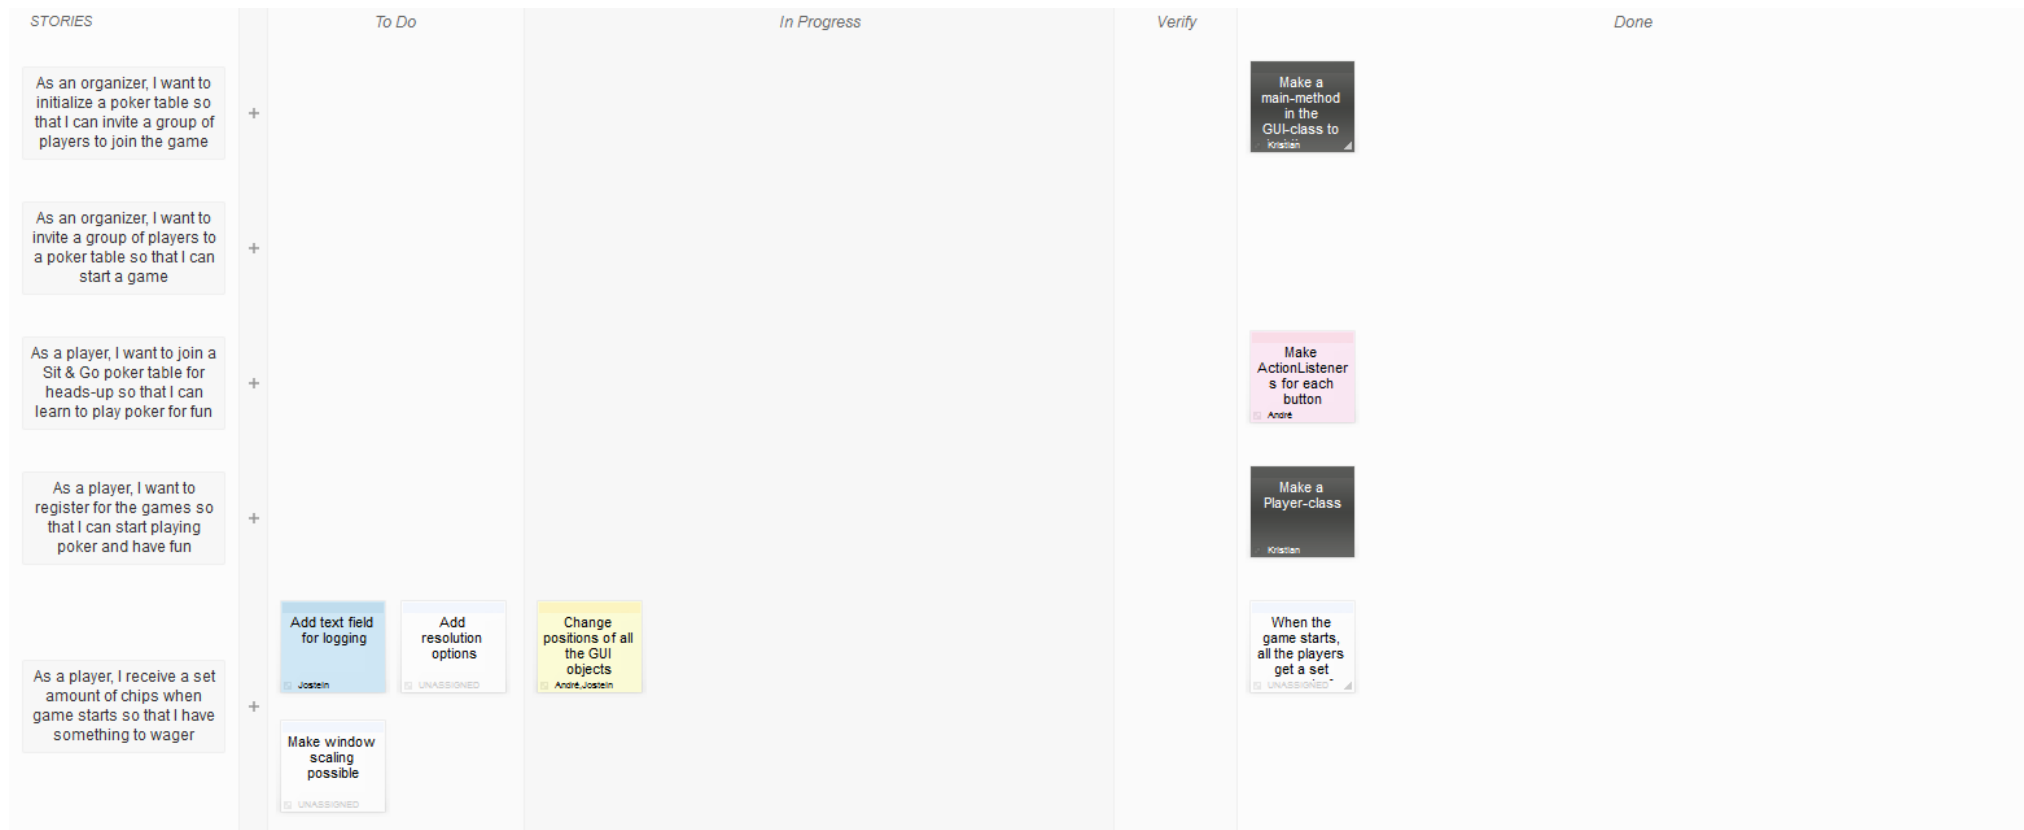 STORIES
To Do
In Progress
Verify
Done
As an organizer, I want to
initialize a poker table so
that I can invite a group of
players to join the game
+
Make a
main-method
in the
GUI-class to
Kristian
As an organizer, I want to
invite a group of players to
a poker table so that I can
start a game
+
As a player, I want to join a
Sit & Go poker table for
heads-up so that I can
learn to play poker for fun
+
Make
ActionListener
s for each
button
André
As a player, I want to
register for the games so
that I can start playing
poker and have fun
+
Make a
Player-class
Kristian
As a player, I receive a set
amount of chips when
game starts so that I have
something to wager
+
Add text field
for logging
Jostein
Add
resolution
options
UNASSIGNED
Make window
scaling
possible
UNASSIGNED
Change
positions of all
the GUI
objects
André,Jostein
When the
game starts,
all the players
get a set
UNASSIGNED